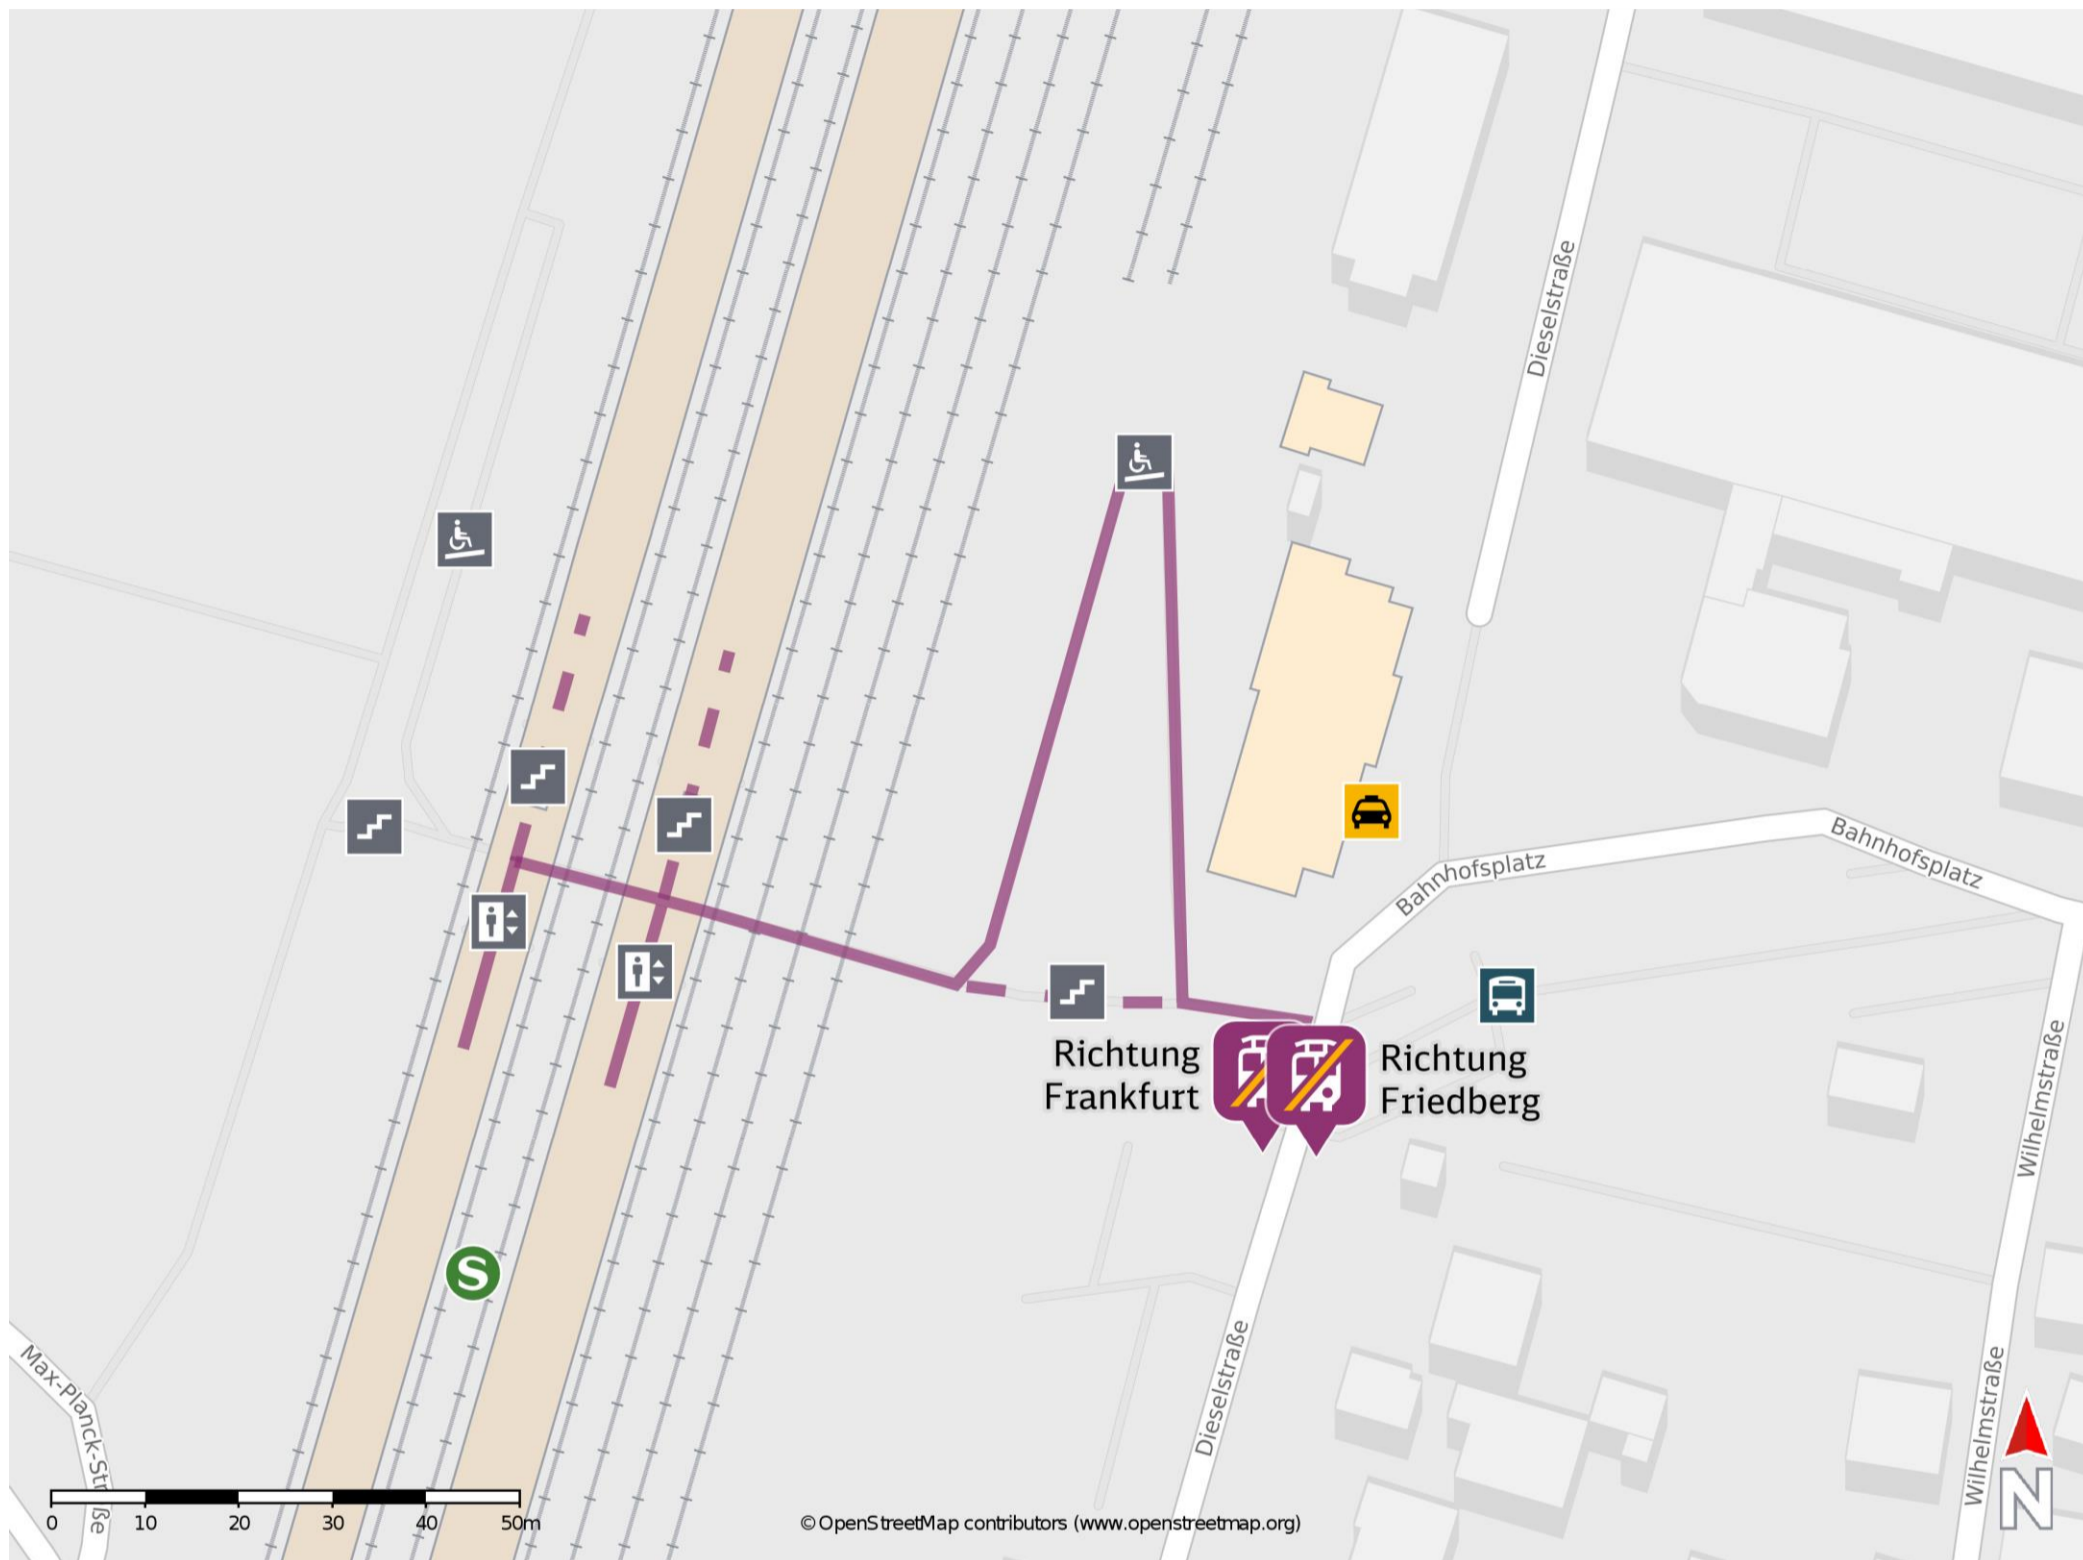 Dieselstraße
Bahnhofsplatz
Bahnhofsplatz
Richtung
Frankfurt
Richtung
Friedberg
Wilhelmstraße
S
Max-Planck-Straße
Dieselstraße
Wilhelmstraße
N
0 10 20 30 40 50m
© OpenStreetMap contributors (www.openstreetmap.org)